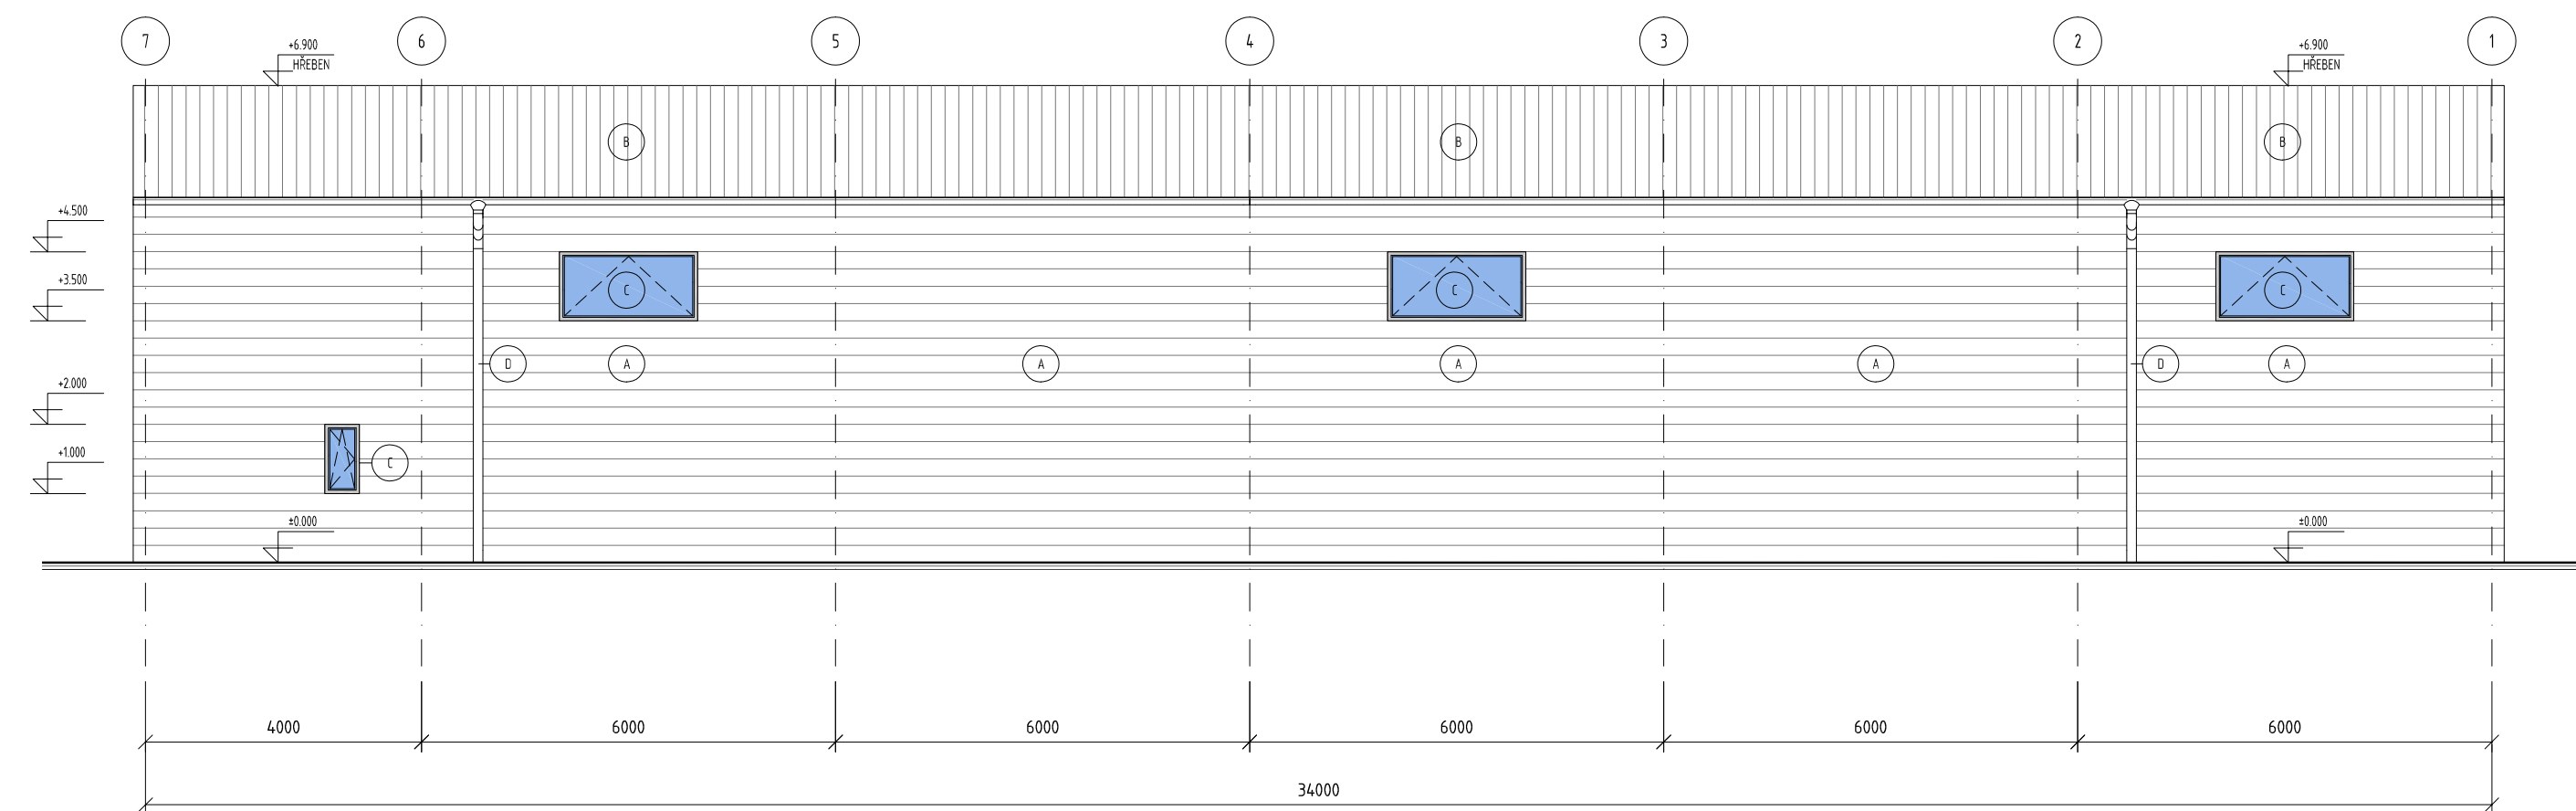 7 6 5 4 3 2 1
+6.900 +6.900
HŘEBEN HŘEBEN
B B B
+4.500
+3.500
C C C
D A A A A D A
+2.000
+1.000
C
±0.000 ±0.000
4000 6000 6000 6000 6000 6000
34000